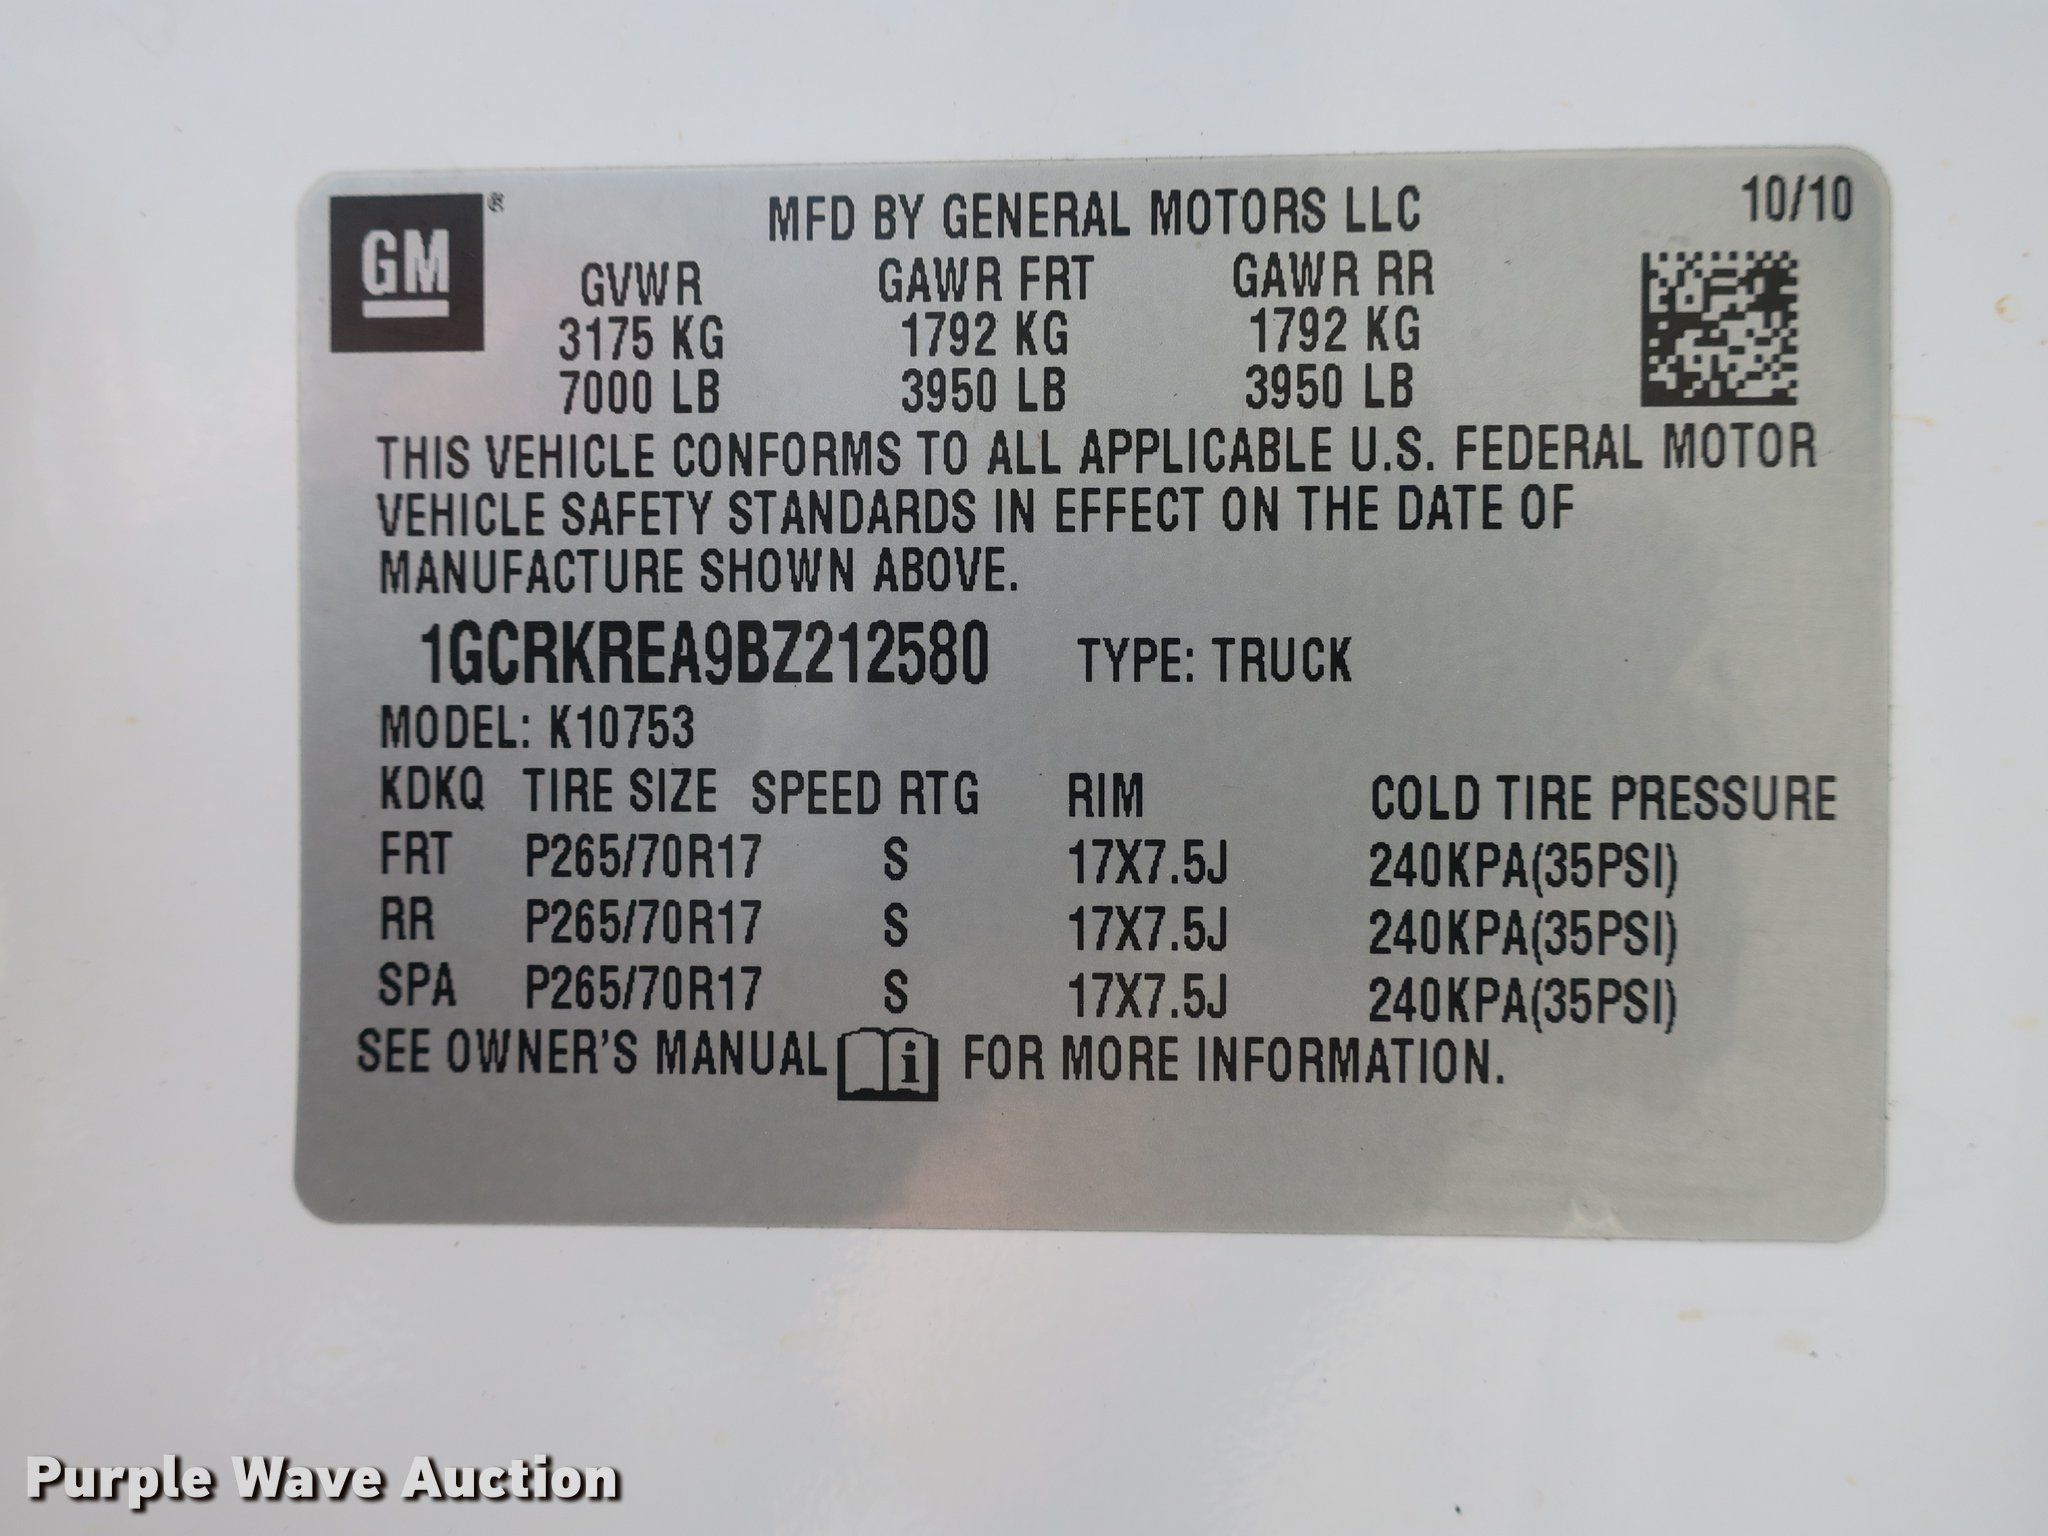 GM ®
MFD BY GENERAL MOTORS LLC
10/10
GVWR GAWR FRT GAWR RR
3175 KG 1792 KG 1792 KG
7000 LB 3950 LB 3950 LB
THIS VEHICLE CONFORMS TO ALL APPLICABLE U.S. FEDERAL MOTOR
VEHICLE SAFETY STANDARDS IN EFFECT ON THE DATE OF
MANUFACTURE SHOWN ABOVE.
1GCRKREA9BZ212580 TYPE: TRUCK
MODEL: K10753
KDKQ TIRE SIZE SPEED RTG RIM COLD TIRE PRESSURE
FRT P265/70R17 S 17X7.5J 240KPA(35PSI)
RR P265/70R17 S 17X7.5J 240KPA(35PSI)
SPA P265/70R17 S 17X7.5J 240KPA(35PSI)
SEE OWNER'S MANUAL i FOR MORE INFORMATION.
Purple Wave Auction